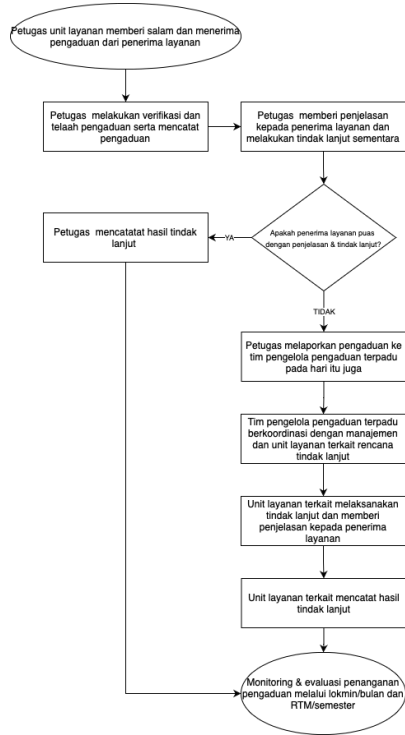 Petugas unit layanan memberi salam dan menerima
pengaduan dari penerima layanan
Petugas melakukan verifikasi dan
telaah pengaduan serta mencatat
pengaduan
Petugas memberi penjelasan
kepada penerima layanan dan
melakukan tindak lanjut sementara
Apakah penerima layanan puas
dengan penjelasan & tindak lanjut?
YA
Petugas mencatatat hasil tindak
lanjut
TIDAK
Petugas melaporkan pengaduan ke
tim pengelola pengaduan terpadu
pada hari itu juga
Tim pengelola pengaduan terpadu
berkoordinasi dengan manajemen
dan unit layanan terkait rencana
tindak lanjut
Unit layanan terkait melaksanakan
tindak lanjut dan memberi
penjelasan kepada penerima
layanan
Unit layanan terkait mencatat hasil
tindak lanjut
Monitoring & evaluasi penanganan
pengaduan melalui lokmin/bulan dan
RTM/semester